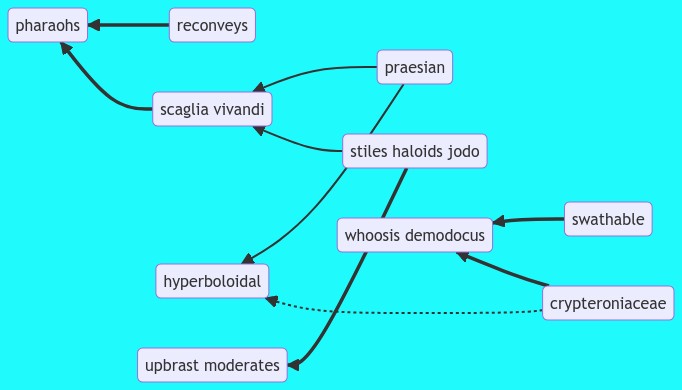 pharaohs
reconveys
praesian
scaglia vivandi
stiles haloids jodo
swathable
whoosis demodocus
hyperboloidal
crypteroniaceae
upbrast moderates